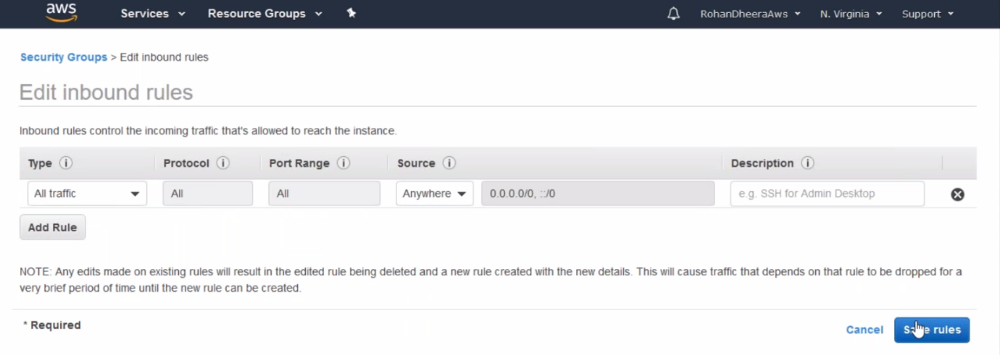 aws Services Resource Groups RohanDheeraAws N. Virginia Support
Security Groups > Edit inbound rules
Edit inbound rules
Inbound rules control the incoming traffic that's allowed to reach the instance.
Type Protocol Port Range Source Description
All traffic All All Anywhere 0.0.0.0/0, ::/0 e.g. SSH for Admin Desktop
Add Rule
NOTE: Any edits made on existing rules will result in the edited rule being deleted and a new rule created with the new details. This will cause traffic that depends on that rule to be dropped for a
very brief period of time until the new rule can be created.
* Required
Cancel Save rules